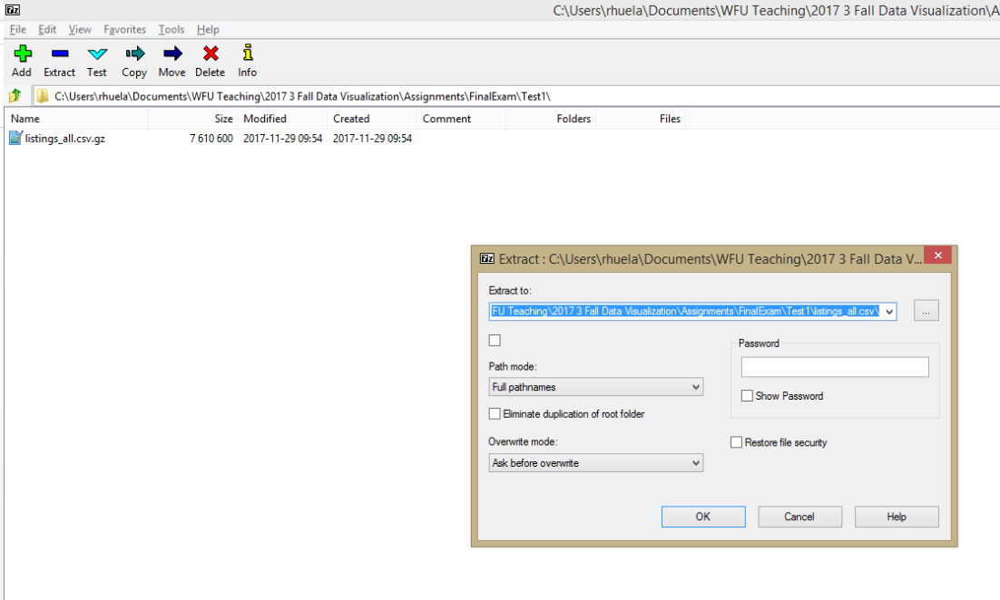 7z C:\Users\rhuela\Documents\WFU Teaching\2017 3 Fall Data Visualization\A
File Edit View Favorites Tools Help
Add Extract Test Copy Move Delete Info
C:\Users\rhuela\Documents\WFU Teaching\2017 3 Fall Data Visualization\Assignments\FinalExam\Test1\
Name Size Modified Created Comment Folders Files
listings_all.csv.gz 7 610 600 2017-11-29 09:54 2017-11-29 09:54
7z Extract : C:\Users\rhuela\Documents\WFU Teaching\2017 3 Fall Data V...
Extract to:
FU Teaching\2017 3 Fall Data Visualization\Assignments\FinalExam\Test1\listings_all.csv\ ...
Password
Path mode:
Full pathnames
Show Password
Eliminate duplication of root folder
Overwrite mode:
Restore file security
Ask before overwrite
OK Cancel Help